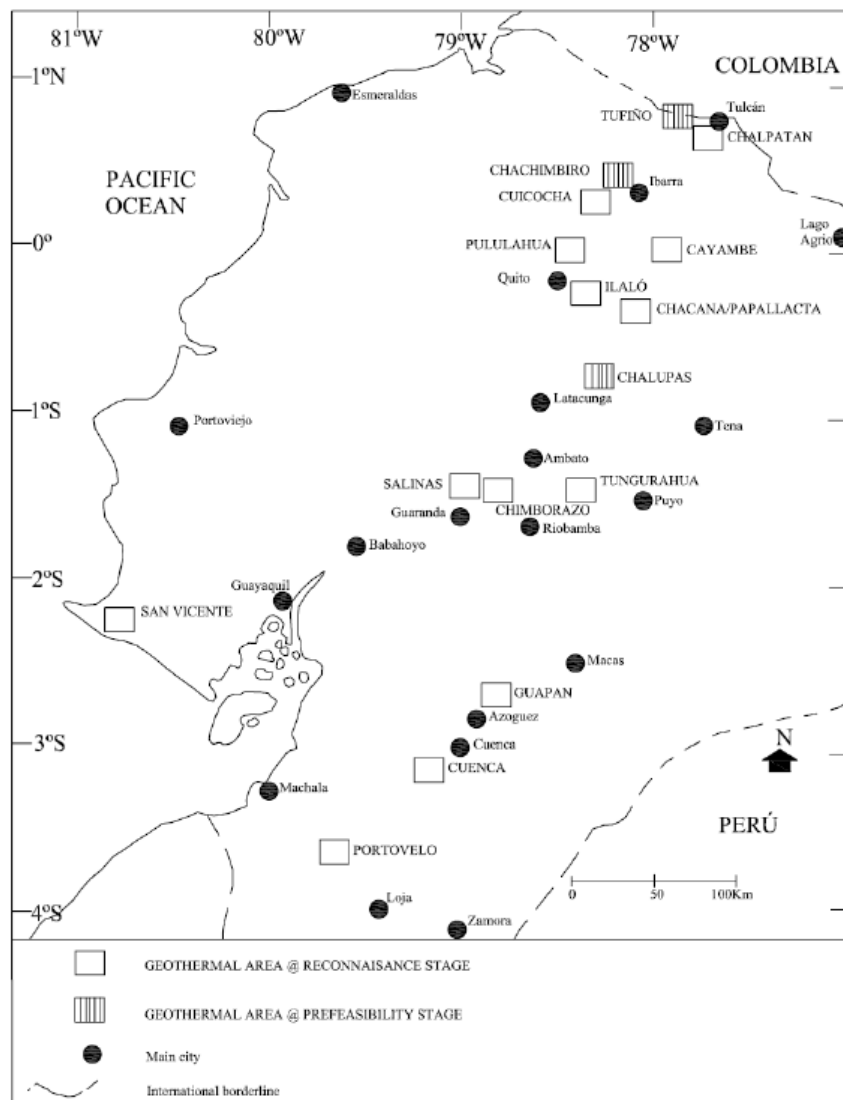 81ºW
80ºW
79ºW
78ºW
1ºN
COLOMBIA
Esmeraldas
TUFIÑO
Tulcán
CHALPATAN
PACIFIC
OCEAN
CHACHIMBIRO
Ibarra
CUICOCHA
0º
Lago
Agrio
PULULAHUA
CAYAMBE
Quito
ILALÓ
CHACANA/PAPALLACTA
CHALUPAS
1ºS
Latacunga
Portoviejo
Tena
Ambato
SALINAS
TUNGURAHUA
Puyo
Guaranda
CHIMBORAZO
Riobamba
Babahoyo
2ºS
Guayaquil
SAN VICENTE
Macas
GUAPAN
Azoguez
3ºS
Cuenca
CUENCA
N
Machala
PERÚ
PORTOVELO
0
50
100Km
Loja
4ºS
Zamora
GEOTHERMAL AREA @ RECONNAISANCE STAGE
GEOTHERMAL AREA @ PREFEASIBILITY STAGE
Main city
International borderline